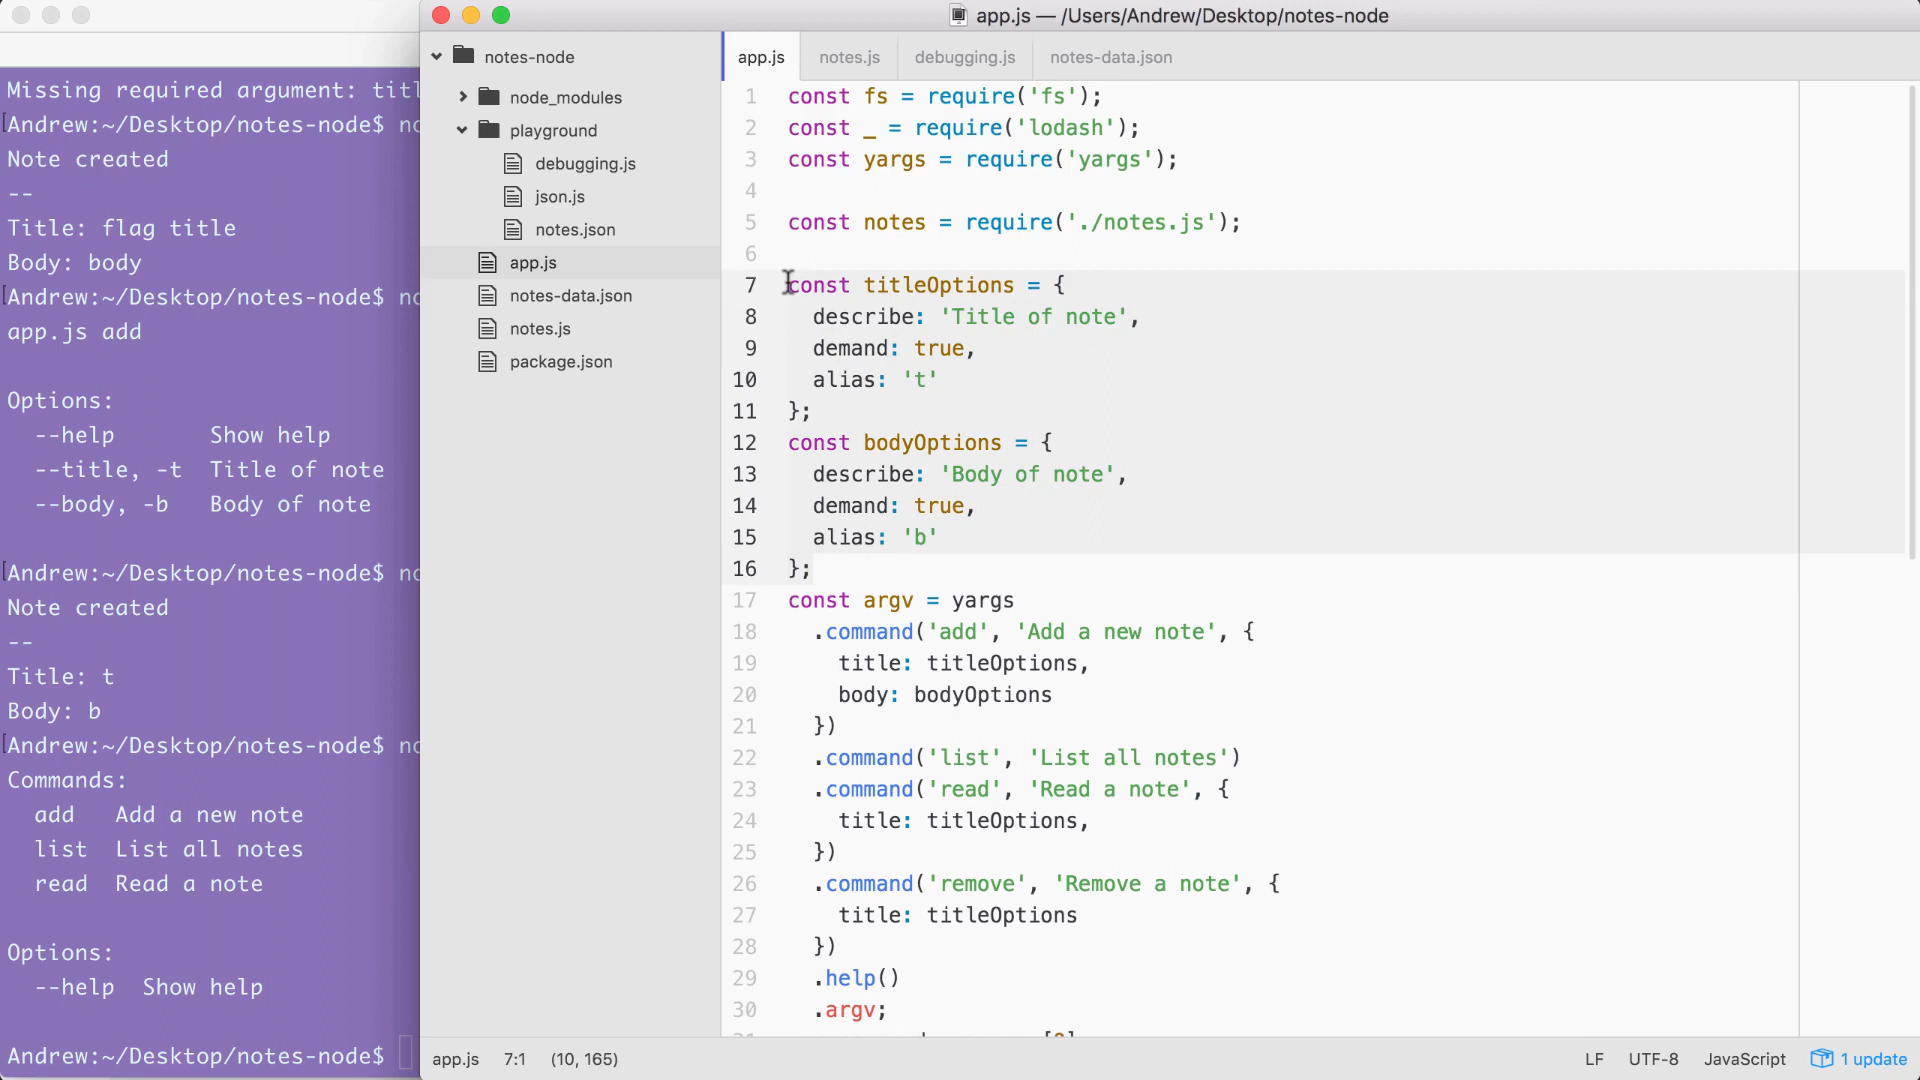 app.js — /Users/Andrew/Desktop/notes-node
Missing required argument: titl
Andrew:~/Desktop/notes-node$ no
Note created
--
Title: flag title
Body: body
Andrew:~/Desktop/notes-node$ no
app.js add
Options:
--help Show help
--title, -t Title of note
--body, -b Body of note
Andrew:~/Desktop/notes-node$ no
Note created
--
Title: t
Body: b
Andrew:~/Desktop/notes-node$ no
Commands:
add Add a new note
list List all notes
read Read a note
Options:
--help Show help
Andrew:~/Desktop/notes-node$
notes-node
node_modules
playground
debugging.js
json.js
notes.json
app.js
notes-data.json
notes.js
package.json
app.js notes.js debugging.js notes-data.json
1 const fs = require('fs');
2 const _ = require('lodash');
3 const yargs = require('yargs');
4
5 const notes = require('./notes.js');
6
7 const titleOptions = {
8 describe: 'Title of note',
9 demand: true,
10 alias: 't'
11 };
12 const bodyOptions = {
13 describe: 'Body of note',
14 demand: true,
15 alias: 'b'
16 };
17 const argv = yargs
18 .command('add', 'Add a new note', {
19 title: titleOptions,
20 body: bodyOptions
21 })
22 .command('list', 'List all notes')
23 .command('read', 'Read a note', {
24 title: titleOptions,
25 })
26 .command('remove', 'Remove a note', {
27 title: titleOptions
28 })
29 .help()
30 .argv;
app.js 7:1 (10, 165) LF UTF-8 JavaScript 1 update